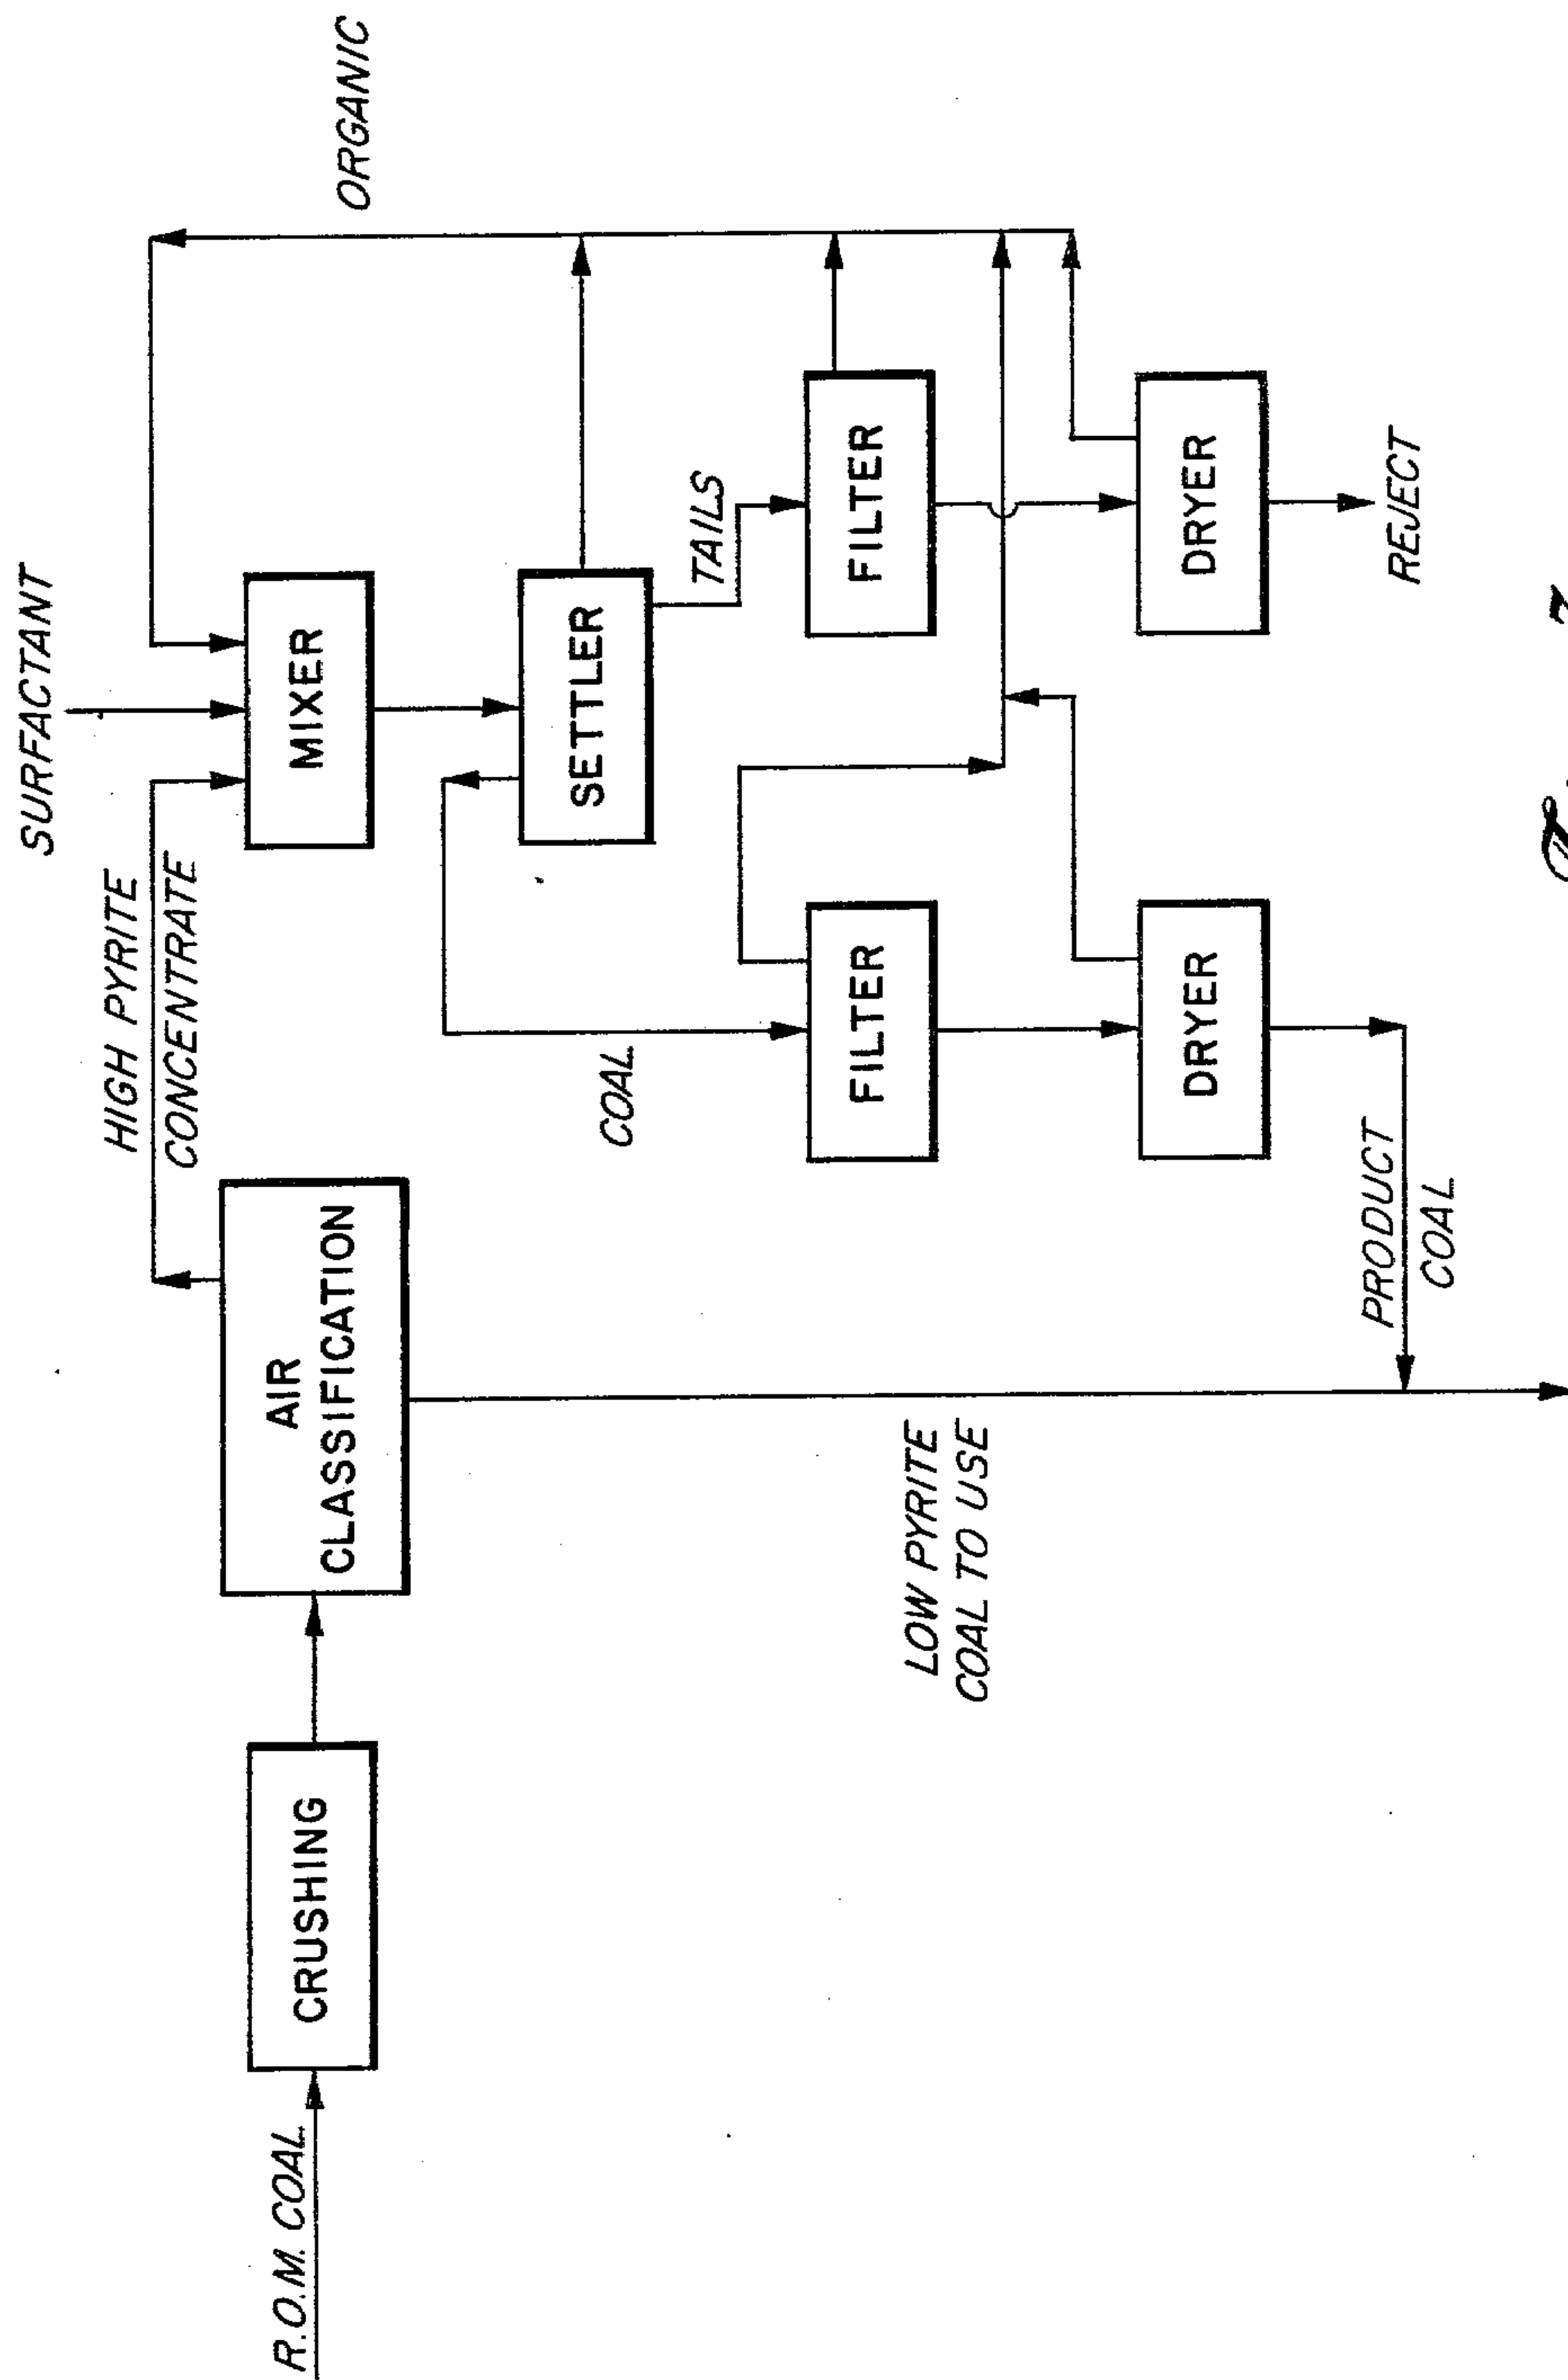 R.O.M. COAL
CRUSHING
AIR
CLASSIFICATION
HIGH PYRITE
CONCENTRATE
LOW PYRITE
COAL TO USE
SURFACTANT
MIXER
ORGANIC
SETTLER
COAL
TAILS
FILTER
FILTER
DRYER
DRYER
PRODUCT
COAL
REJECT